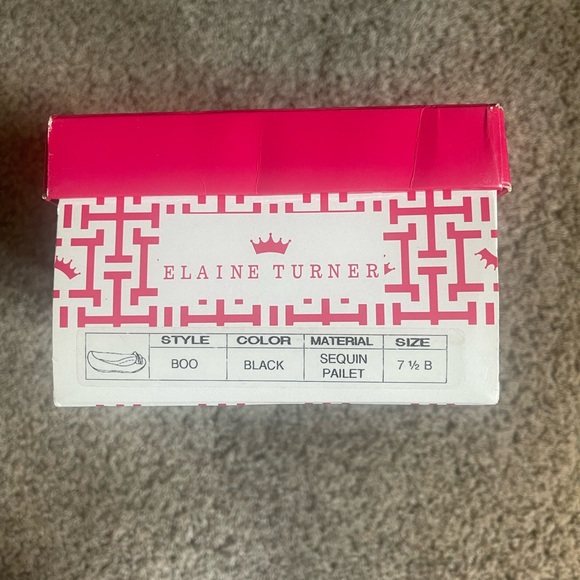 ELAINE TURNER
STYLE COLOR MATERIAL SIZE
BOO BLACK SEQUIN PAILET 7 ½ B